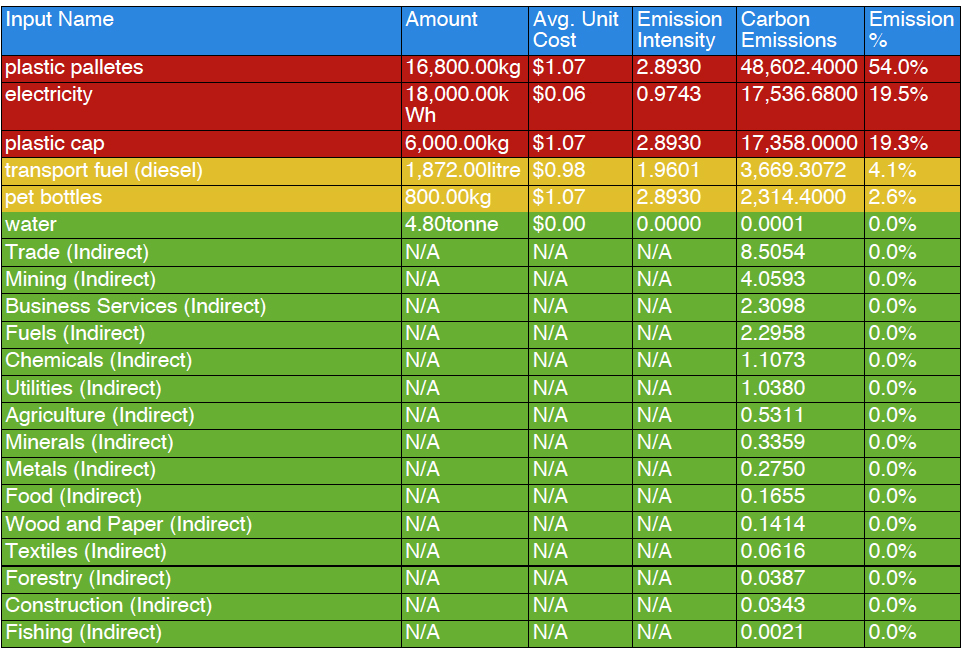 Input Name Amount Avg. Unit Cost Emission Intensity Carbon Emissions Emission %
plastic palletes 16,800.00kg $1.07 2.8930 48,602.4000 54.0%
electricity 18,000.00k Wh $0.06 0.9743 17,536.6800 19.5%
plastic cap 6,000.00kg $1.07 2.8930 17,358.0000 19.3%
transport fuel (diesel) 1,872.00litre $0.98 1.9601 3,669.3072 4.1%
pet bottles 800.00kg $1.07 2.8930 2,314.4000 2.6%
water 4.80tonne $0.00 0.0000 0.0001 0.0%
Trade (Indirect) N/A N/A N/A 8.5054 0.0%
Mining (Indirect) N/A N/A N/A 4.0593 0.0%
Business Services (Indirect) N/A N/A N/A 2.3098 0.0%
Fuels (Indirect) N/A N/A N/A 2.2958 0.0%
Chemicals (Indirect) N/A N/A N/A 1.1073 0.0%
Utilities (Indirect) N/A N/A N/A 1.0380 0.0%
Agriculture (Indirect) N/A N/A N/A 0.5311 0.0%
Minerals (Indirect) N/A N/A N/A 0.3359 0.0%
Metals (Indirect) N/A N/A N/A 0.2750 0.0%
Food (Indirect) N/A N/A N/A 0.1655 0.0%
Wood and Paper (Indirect) N/A N/A N/A 0.1414 0.0%
Textiles (Indirect) N/A N/A N/A 0.0616 0.0%
Forestry (Indirect) N/A N/A N/A 0.0387 0.0%
Construction (Indirect) N/A N/A N/A 0.0343 0.0%
Fishing (Indirect) N/A N/A N/A 0.0021 0.0%